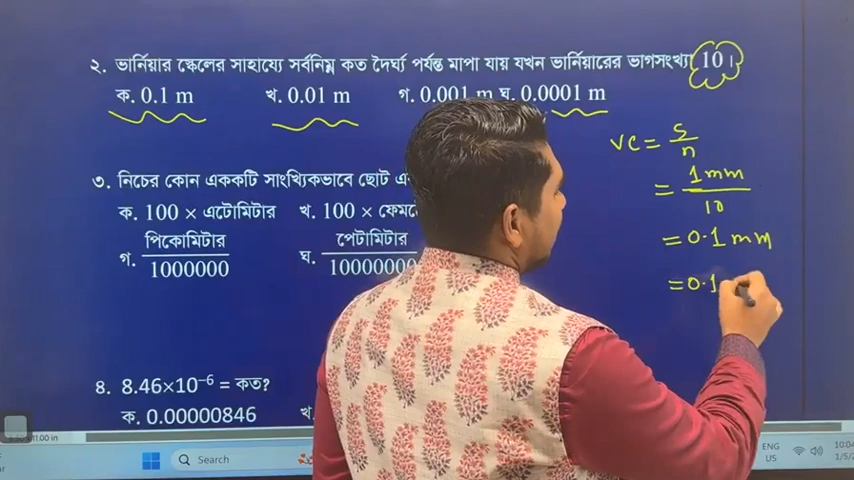 ২. ভার্নিয়ার স্কেলের সাহায্যে সর্বনিম্ন কত দৈর্ঘ্য পর্যন্ত মাপা যায় যখন ভার্নিয়ারের ভাগসংখ্যা 10।
ক. 0.1 m খ. 0.01 m গ. 0.001 m ঘ. 0.0001 m
VC = S/n
= 1mm/10
= 0.1 mm
= 0.1
৩. নিচের কোন এককটি সাংখ্যিকভাবে ছোট
ক. 100 × এটোমিটার খ. 100 ×
গ. পিকোমিটার/1000000 ঘ. পেটামিটার/
8. 8.46×10⁻⁶ = কত?
ক. 0.00000846
Search
ENG
US